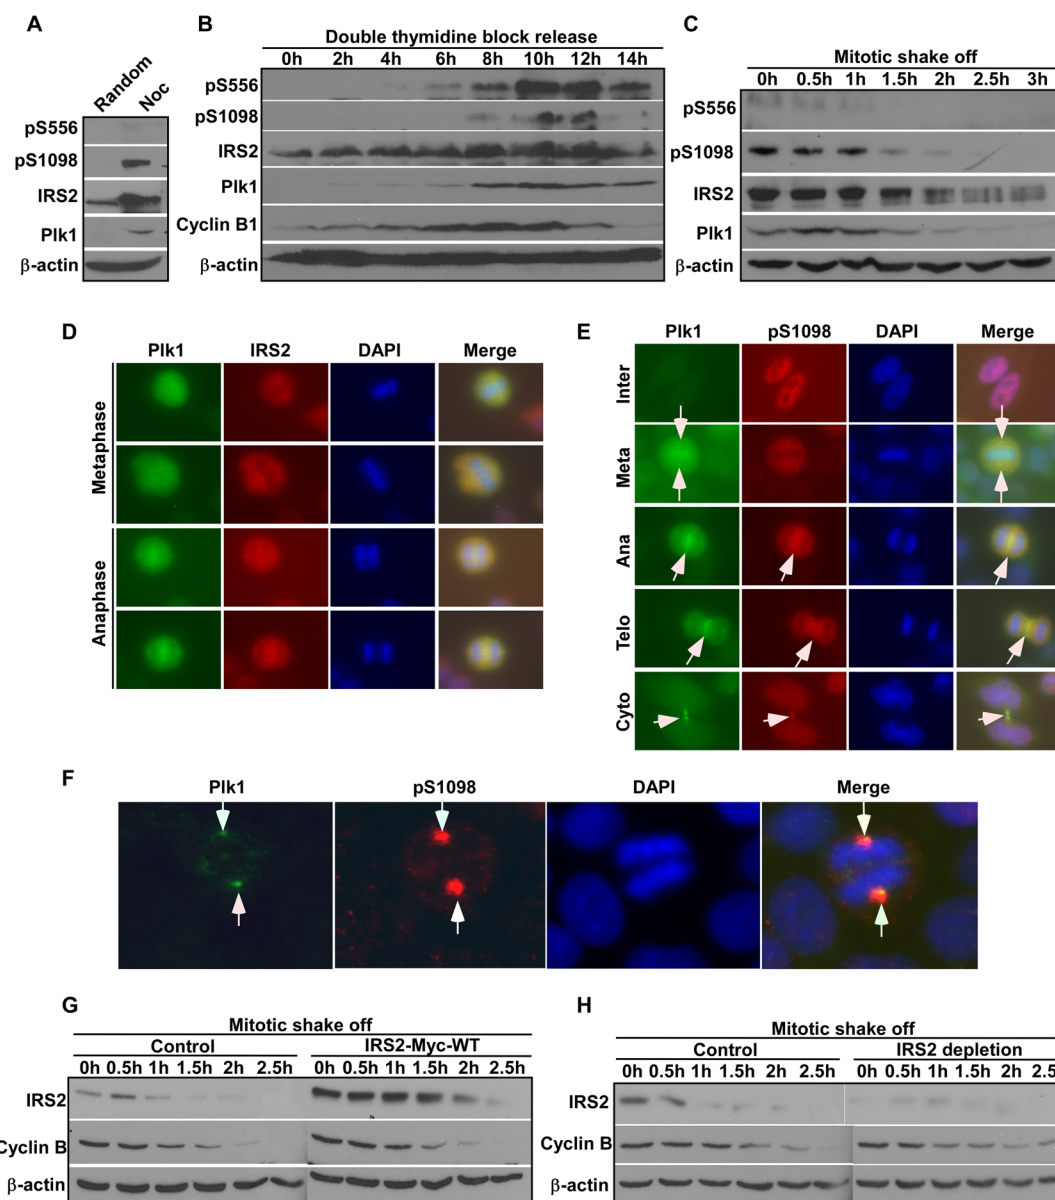 A
Random
Noc
pS556
pS1098
IRS2
Plk1
β-actin
B
Double thymidine block release
0h 2h 4h 6h 8h 10h 12h 14h
pS556
pS1098
IRS2
Plk1
Cyclin B1
β-actin
C
Mitotic shake off
0h 0.5h 1h 1.5h 2h 2.5h 3h
pS556
pS1098
IRS2
Plk1
β-actin
D
Plk1 IRS2 DAPI Merge
Metaphase
Anaphase
E
Plk1 pS1098 DAPI Merge
Inter
Meta
Ana
Telo
Cyto
F
Plk1 pS1098 DAPI Merge
G
Mitotic shake off
Control IRS2-Myc-WT
0h 0.5h 1h 1.5h 2h 2.5h 0h 0.5h 1h 1.5h 2h 2.5h
IRS2
Cyclin B
β-actin
H
Mitotic shake off
Control IRS2 depletion
0h 0.5h 1h 1.5h 2h 2.5h 0h 0.5h 1h 1.5h 2h 2.5
IRS2
Cyclin B
β-actin